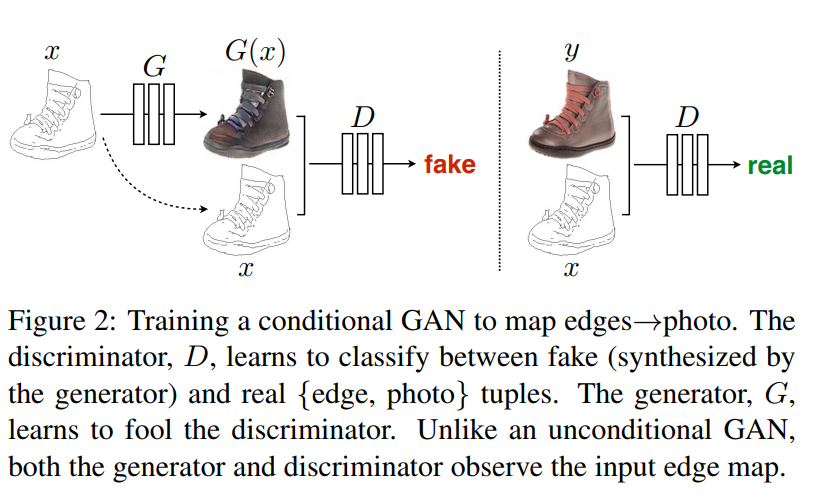 x
G
G(x)
D
fake
x
y
D
real
x
Figure 2: Training a conditional GAN to map edges→photo. The
discriminator, D, learns to classify between fake (synthesized by
the generator) and real {edge, photo} tuples. The generator, G,
learns to fool the discriminator. Unlike an unconditional GAN,
both the generator and discriminator observe the input edge map.